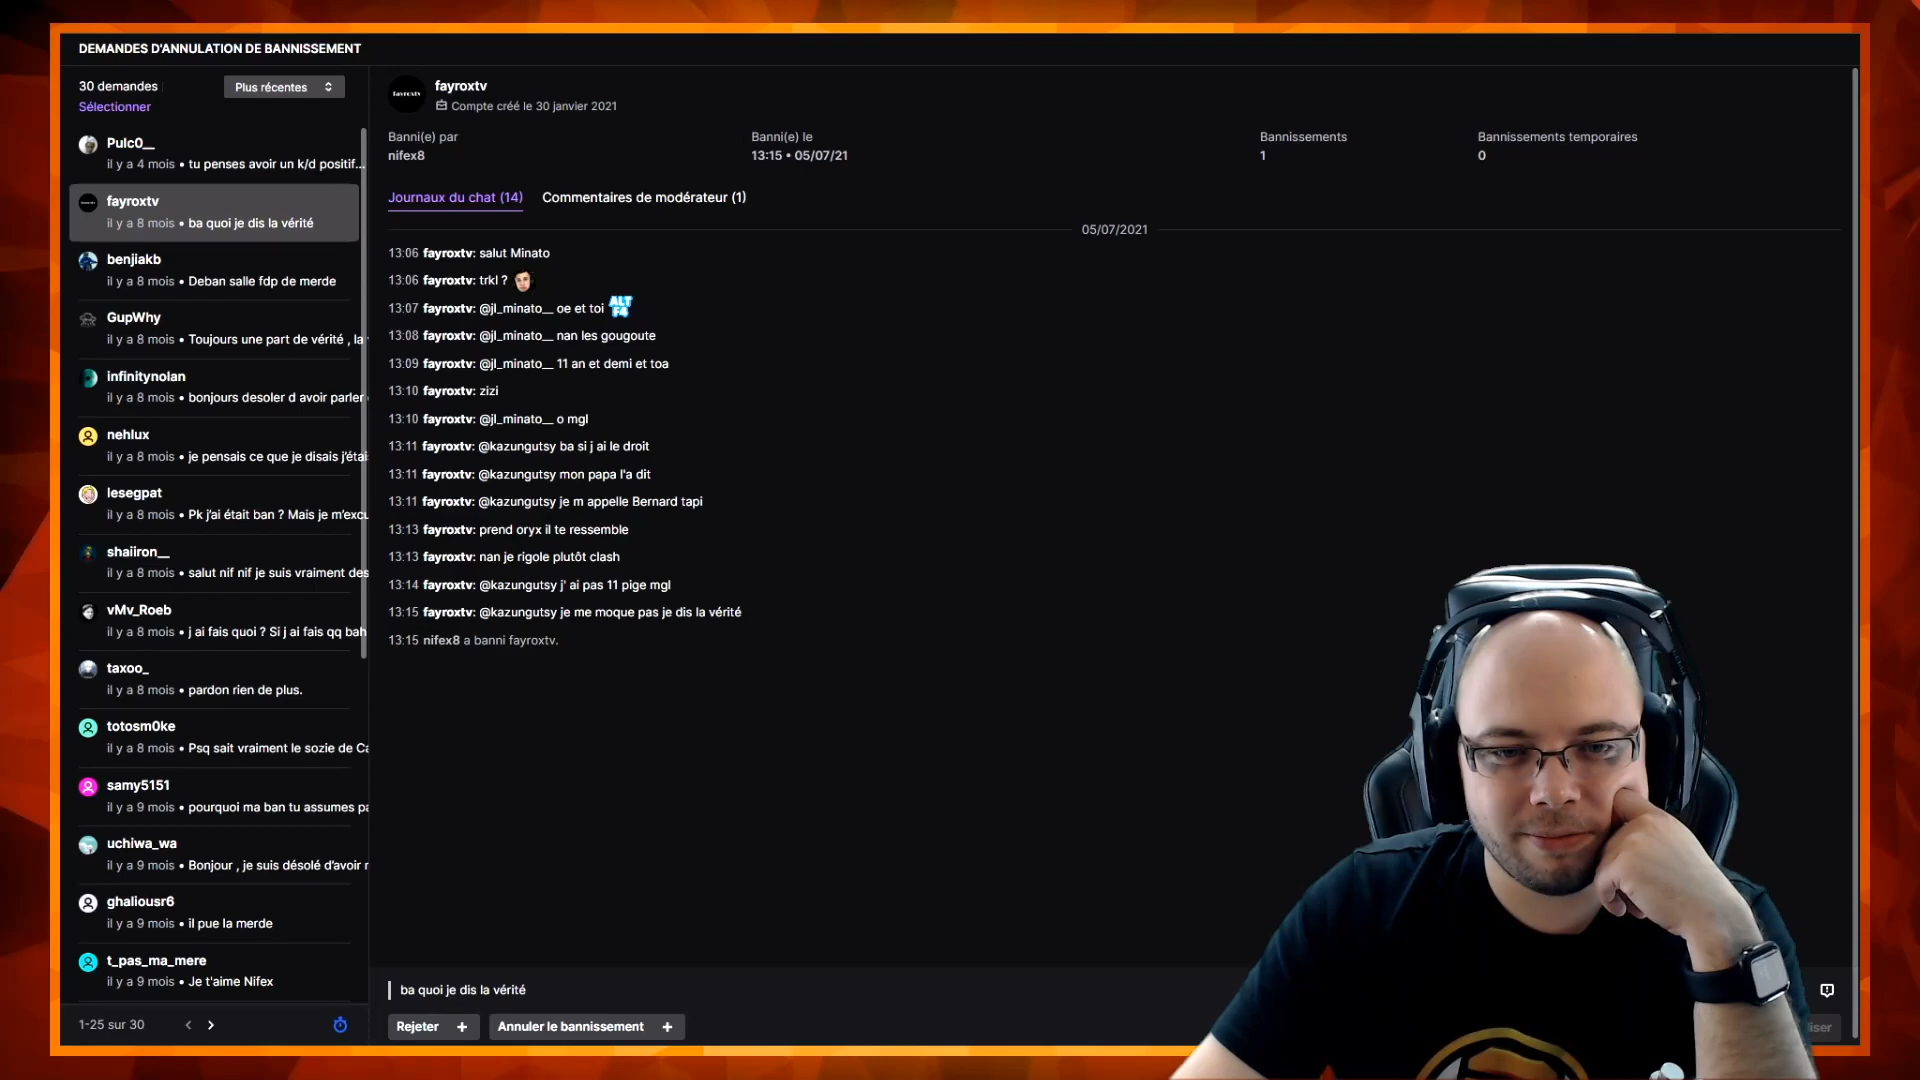 DEMANDES D'ANNULATION DE BANNISSEMENT
30 demandes
Plus récentes
Sélectionner
Pulc0__
il y a 4 mois • tu penses avoir un k/d positif...
fayroxtv
il y a 8 mois • ba quoi je dis la vérité
benjiakb
il y a 8 mois • Deban salle fdp de merde
GupWhy
il y a 8 mois • Toujours une part de vérité , la
infinitynolan
il y a 8 mois • bonjours desoler d avoir parler
nehlux
il y a 8 mois • je pensais ce que je disais j'étai
lesegpat
il y a 8 mois • Pk j'ai était ban ? Mais je m'excu
shaiiron__
il y a 8 mois • salut nif nif je suis vraiment des
vMv_Roeb
il y a 8 mois • j ai fais quoi ? Si j ai fais qq bah
taxoo_
il y a 8 mois • pardon rien de plus.
totosm0ke
il y a 8 mois • Psq sait vraiment le sozie de Ca
samy5151
il y a 9 mois • pourquoi ma ban tu assumes pa
uchiwa_wa
il y a 9 mois • Bonjour , je suis désolé d'avoir r
ghaliousr6
il y a 9 mois • il pue la merde
t_pas_ma_mere
il y a 9 mois • Je t'aime Nifex
1-25 sur 30
fayroxtv
Compte créé le 30 janvier 2021
Banni(e) par
nifex8
Banni(e) le
13:15 • 05/07/21
Bannissements
1
Bannissements temporaires
0
Journaux du chat (14)
Commentaires de modérateur (1)
05/07/2021
13:06 fayroxtv: salut Minato
13:06 fayroxtv: trkl ?
13:07 fayroxtv: @jl_minato__ oe et toi ALT F4
13:08 fayroxtv: @jl_minato__ nan les gougoute
13:09 fayroxtv: @jl_minato__ 11 an et demi et toa
13:10 fayroxtv: zizi
13:10 fayroxtv: @jl_minato__ o mgl
13:11 fayroxtv: @kazungutsy ba si j ai le droit
13:11 fayroxtv: @kazungutsy mon papa l'a dit
13:11 fayroxtv: @kazungutsy je m appelle Bernard tapi
13:13 fayroxtv: prend oryx il te ressemble
13:13 fayroxtv: nan je rigole plutôt clash
13:14 fayroxtv: @kazungutsy j' ai pas 11 pige mgl
13:15 fayroxtv: @kazungutsy je me moque pas je dis la vérité
13:15 nifex8 a banni fayroxtv.
ba quoi je dis la vérité
Rejeter +
Annuler le bannissement +
iser